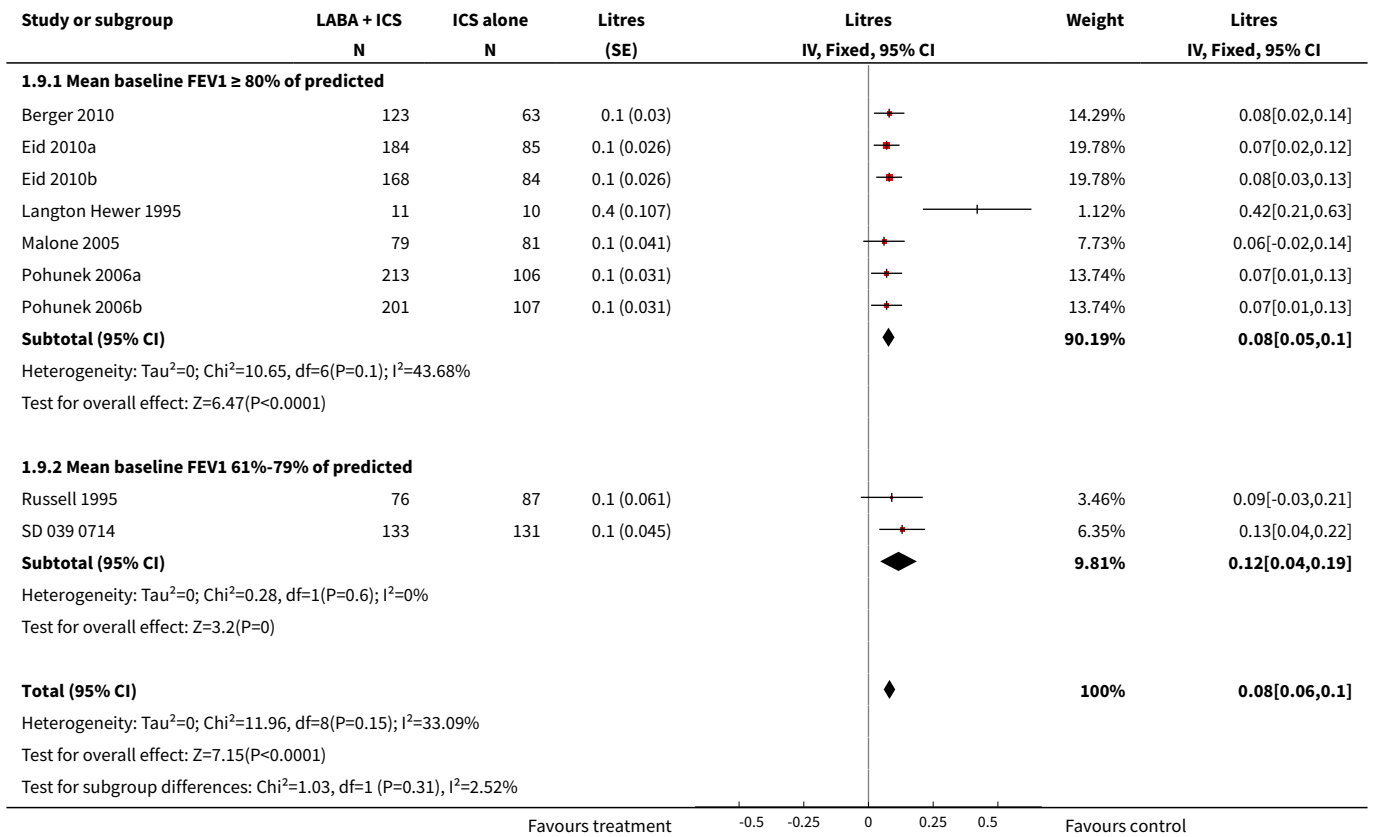 Study or subgroup LABA + ICS ICS alone Litres Litres Weight Litres
N N (SE) IV, Fixed, 95% CI IV, Fixed, 95% CI
1.9.1 Mean baseline FEV1 ≥ 80% of predicted
Berger 2010 123 63 0.1 (0.03) 14.29% 0.08[0.02,0.14]
Eid 2010a 184 85 0.1 (0.026) 19.78% 0.07[0.02,0.12]
Eid 2010b 168 84 0.1 (0.026) 19.78% 0.08[0.03,0.13]
Langton Hewer 1995 11 10 0.4 (0.107) 1.12% 0.42[0.21,0.63]
Malone 2005 79 81 0.1 (0.041) 7.73% 0.06[-0.02,0.14]
Pohunek 2006a 213 106 0.1 (0.031) 13.74% 0.07[0.01,0.13]
Pohunek 2006b 201 107 0.1 (0.031) 13.74% 0.07[0.01,0.13]
Subtotal (95% CI) 90.19% 0.08[0.05,0.1]
Heterogeneity: Tau²=0; Chi²=10.65, df=6(P=0.1); I²=43.68%
Test for overall effect: Z=6.47(P<0.0001)
1.9.2 Mean baseline FEV1 61%-79% of predicted
Russell 1995 76 87 0.1 (0.061) 3.46% 0.09[-0.03,0.21]
SD 039 0714 133 131 0.1 (0.045) 6.35% 0.13[0.04,0.22]
Subtotal (95% CI) 9.81% 0.12[0.04,0.19]
Heterogeneity: Tau²=0; Chi²=0.28, df=1(P=0.6); I²=0%
Test for overall effect: Z=3.2(P=0)
Total (95% CI) 100% 0.08[0.06,0.1]
Heterogeneity: Tau²=0; Chi²=11.96, df=8(P=0.15); I²=33.09%
Test for overall effect: Z=7.15(P<0.0001)
Test for subgroup differences: Chi²=1.03, df=1 (P=0.31), I²=2.52%
Favours treatment -0.5 -0.25 0 0.25 0.5 Favours control